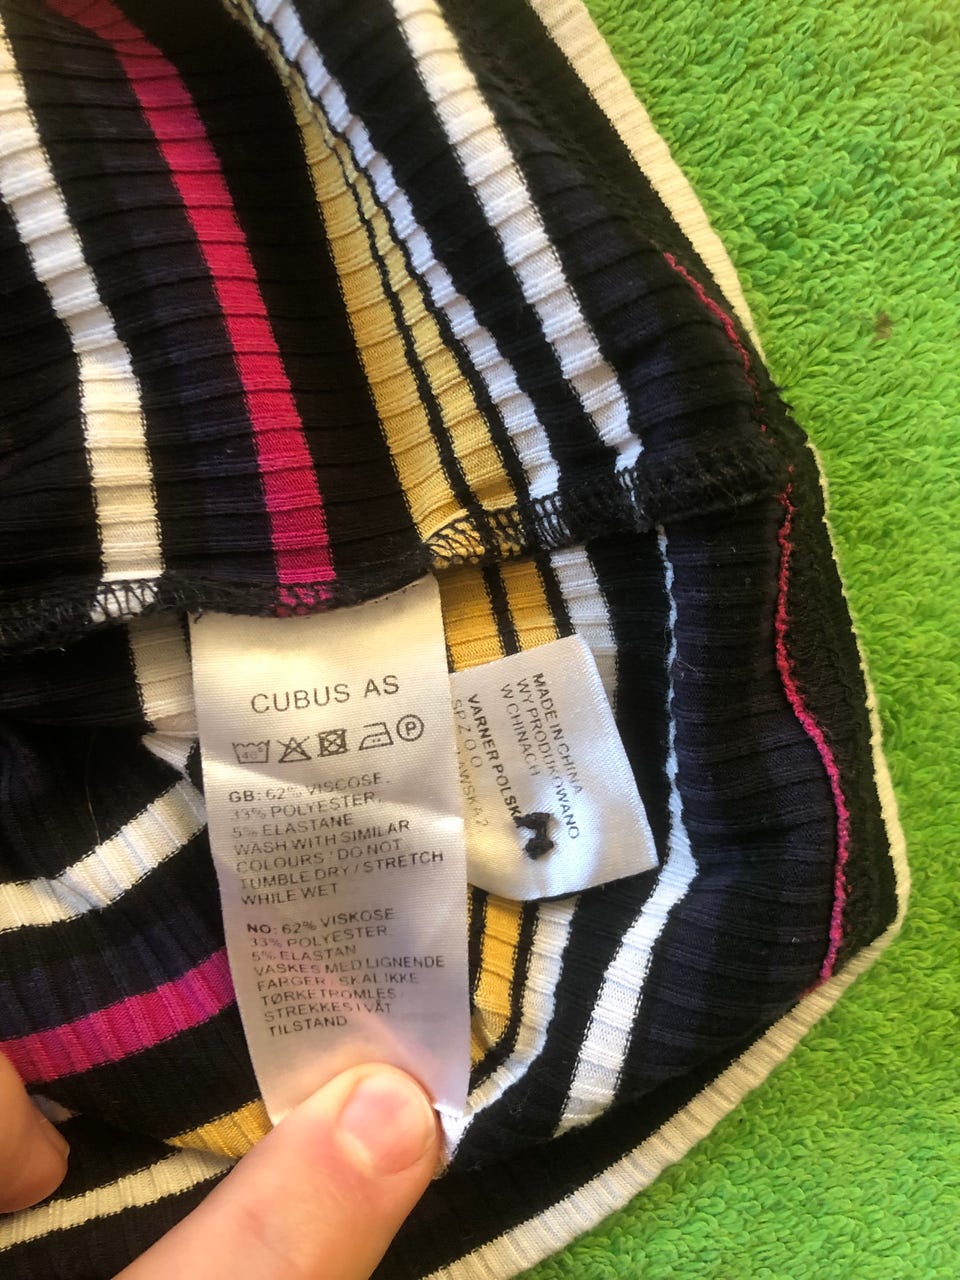 CUBUS AS
40°
P
GB: 62% VISCOSE.
33% POLYESTER.
5% ELASTANE
WASH WITH SIMILAR
COLOURS / DO NOT
TUMBLE DRY / STRETCH
WHILE WET
NO: 62% VISKOSE
33% POLYESTER.
5% ELASTAN
VASKES MED LIGNENDE
FARGER / SKAL IKKE
TØRKETROMLES /
STREKKES I VÅT
TILSTAND
MADE IN CHINA
WYPRODUKOWANO
W CHINACH
VARNER POLSKA
SP. Z O.O.